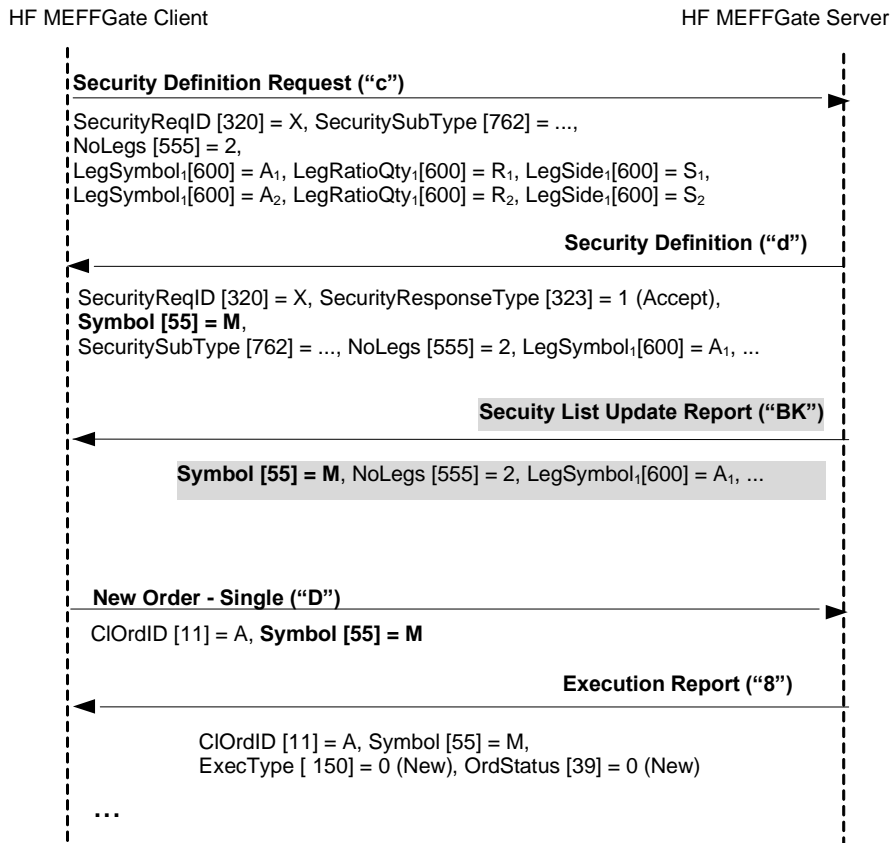 HF MEFFGate Client HF MEFFGate Server
Security Definition Request (“c”)
SecurityReqID [320] = X, SecuritySubType [762] = ...,
NoLegs [555] = 2,
LegSymbol₁[600] = A₁, LegRatioQty₁[600] = R₁, LegSide₁[600] = S₁,
LegSymbol₁[600] = A₂, LegRatioQty₁[600] = R₂, LegSide₁[600] = S₂
Security Definition (“d”)
SecurityReqID [320] = X, SecurityResponseType [323] = 1 (Accept),
Symbol [55] = M,
SecuritySubType [762] = ..., NoLegs [555] = 2, LegSymbol₁[600] = A₁, ...
Secuity List Update Report (“BK”)
Symbol [55] = M, NoLegs [555] = 2, LegSymbol₁[600] = A₁, ...
New Order - Single (“D”)
ClOrdID [11] = A, Symbol [55] = M
Execution Report (“8”)
ClOrdID [11] = A, Symbol [55] = M,
ExecType [ 150] = 0 (New), OrdStatus [39] = 0 (New)
...